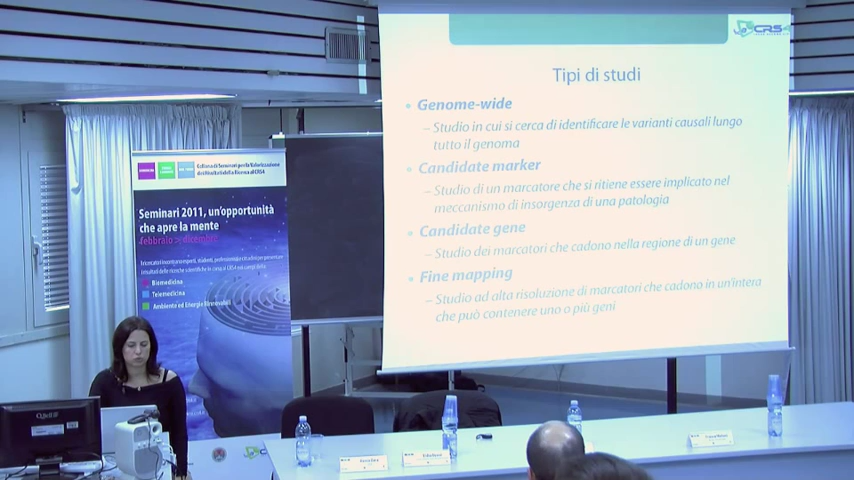 CRS4
Tipi di studi
• Genome-wide
– Studio in cui si cerca di identificare le varianti causali lungo
tutto il genoma
• Candidate marker
– Studio di un marcatore che si ritiene essere implicato nel
meccanismo di insorgenza di una patologia
• Candidate gene
– Studio dei marcatori che cadono nella regione di un gene
• Fine mapping
– Studio ad alta risoluzione di marcatori che cadono in un'intera
che può contenere uno o più geni
Seminari 2011, un'opportunità
che apre la mente
febbraio > dicembre
Biomedicina
Telemedicina
Ambiente ed Energie Rinnovabili